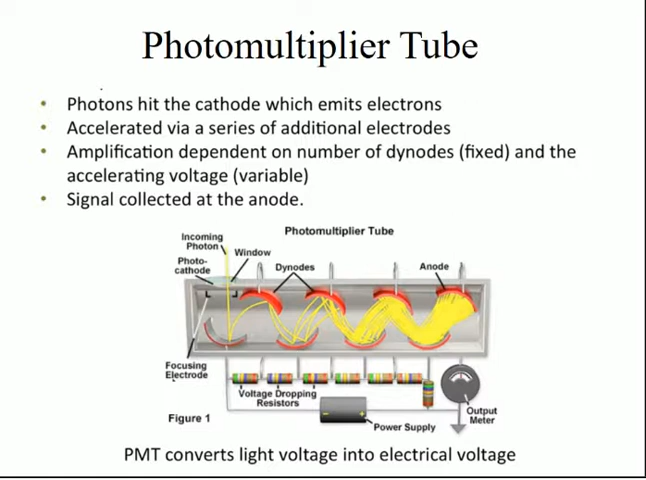 Photomultiplier Tube
• Photons hit the cathode which emits electrons
• Accelerated via a series of additional electrodes
• Amplification dependent on number of dynodes (fixed) and the
accelerating voltage (variable)
• Signal collected at the anode.
Photomultiplier Tube
Incoming
Photon
Window
Photo-
cathode
Dynodes
Anode
Focusing
Electrode
Voltage Dropping
Resistors
Figure 1
–
+
Power Supply
Output
Meter
PMT converts light voltage into electrical voltage